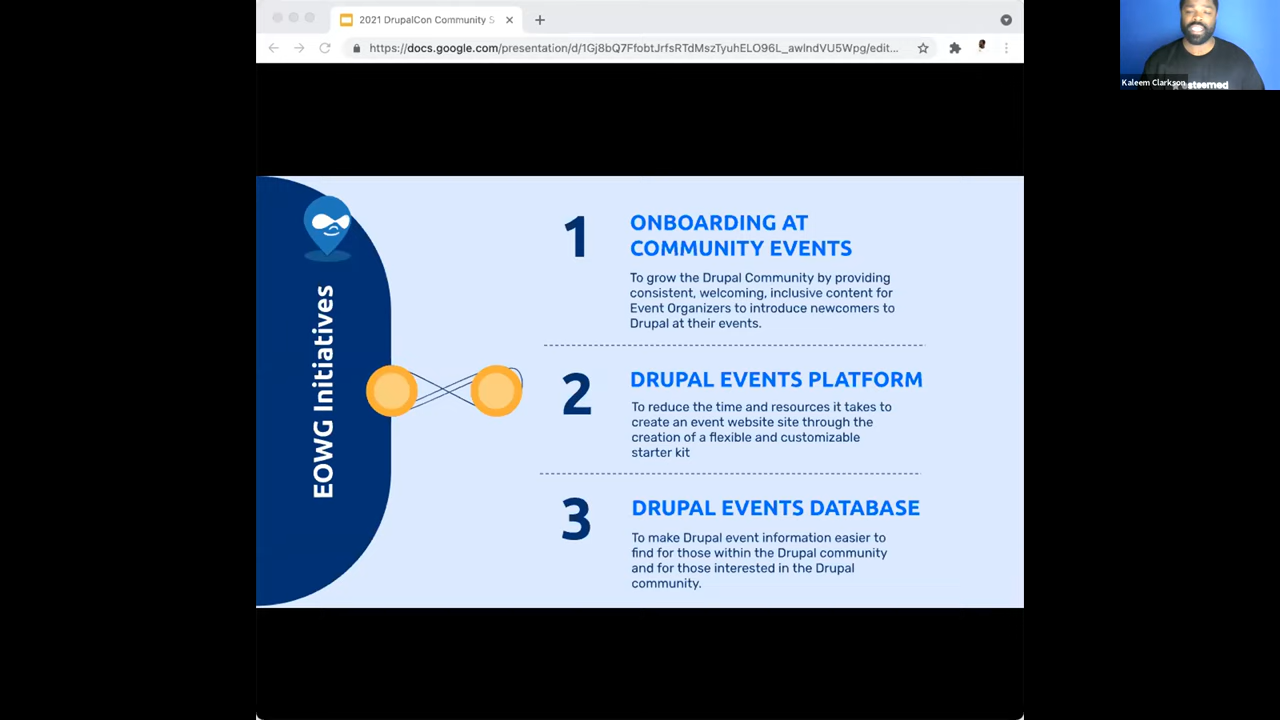 2021 DrupalCon Community S
https://docs.google.com/presentation/d/1Gj8bQ7FfobtJrfsRTdMszTyuhELO96L_awlndVU5Wpg/edit...
Kaleem Clarkson
esteemed
EOWG Initiatives
1
ONBOARDING AT
COMMUNITY EVENTS
To grow the Drupal Community by providing
consistent, welcoming, inclusive content for
Event Organizers to introduce newcomers to
Drupal at their events.
2
DRUPAL EVENTS PLATFORM
To reduce the time and resources it takes to
create an event website site through the
creation of a flexible and customizable
starter kit
3
DRUPAL EVENTS DATABASE
To make Drupal event information easier to
find for those within the Drupal community
and for those interested in the Drupal
community.